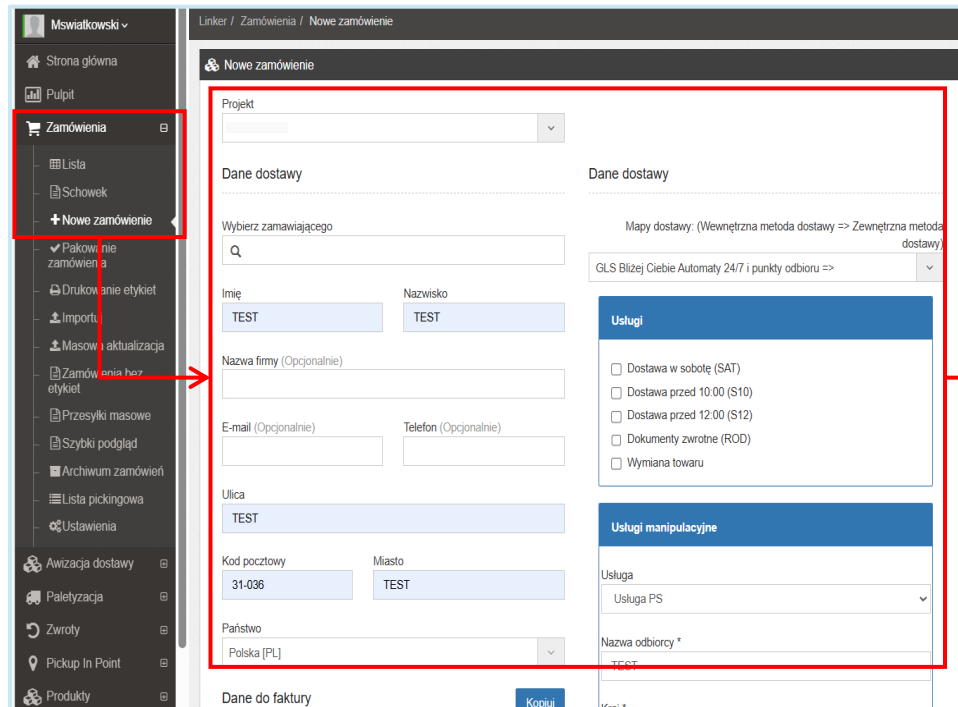 Mswiatkowski
Linker / Zamówienia / Nowe zamówienie
Strona główna
Pulpit
Zamówienia
Lista
Schowek
Nowe zamówienie
Pakowanie
zamówienia
Drukowanie etykiet
Importuj
Masowa aktualizacja
Zamówienia bez
etykiet
Przesyłki masowe
Szybki podgląd
Archiwum zamówień
Lista pickingowa
Ustawienia
Awizacja dostawy
Paletyzacja
Zwroty
Pickup In Point
Produkty
Nowe zamówienie
Projekt
Dane dostawy
Wybierz zamawiającego
Imię Nazwisko
TEST TEST
Nazwa firmy (Opcjonalnie)
E-mail (Opcjonalnie) Telefon (Opcjonalnie)
Ulica
TEST
Kod pocztowy Miasto
31-036 TEST
Państwo
Polska [PL]
Dane do faktury Kopiuj
Dane dostawy
Mapy dostawy: (Wewnętrzna metoda dostawy => Zewnętrzna metoda
dostawy)
GLS Bliżej Ciebie Automaty 24/7 i punkty odbioru =>
Usługi
Dostawa w sobotę (SAT)
Dostawa przed 10:00 (S10)
Dostawa przed 12:00 (S12)
Dokumenty zwrotne (ROD)
Wymiana towaru
Usługi manipulacyjne
Usługa
Usługa PS
Nazwa odbiorcy *
TEST
Kraj *